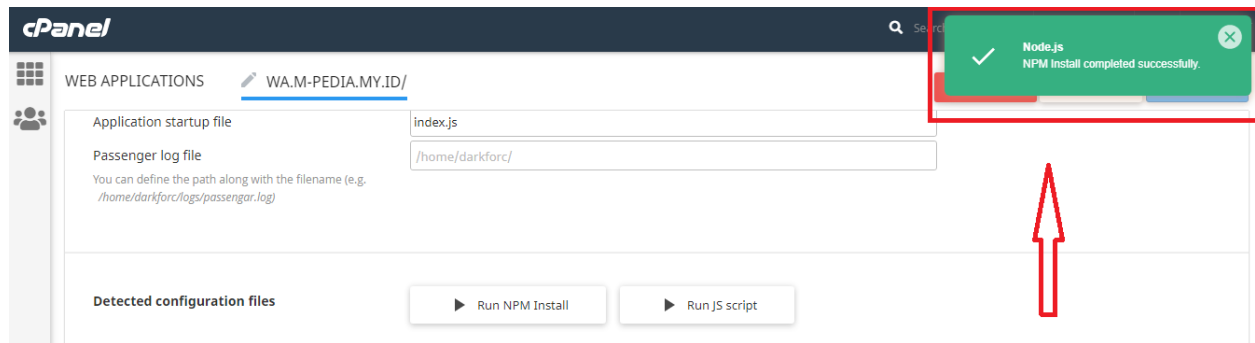 cPanel
Node.js
NPM Install completed successfully.
WEB APPLICATIONS WA.M-PEDIA.MY.ID/
Application startup file index.js
Passenger log file /home/darkforc/
You can define the path along with the filename (e.g.
/home/darkforc/logs/passengar.log)
Detected configuration files Run NPM Install Run JS script